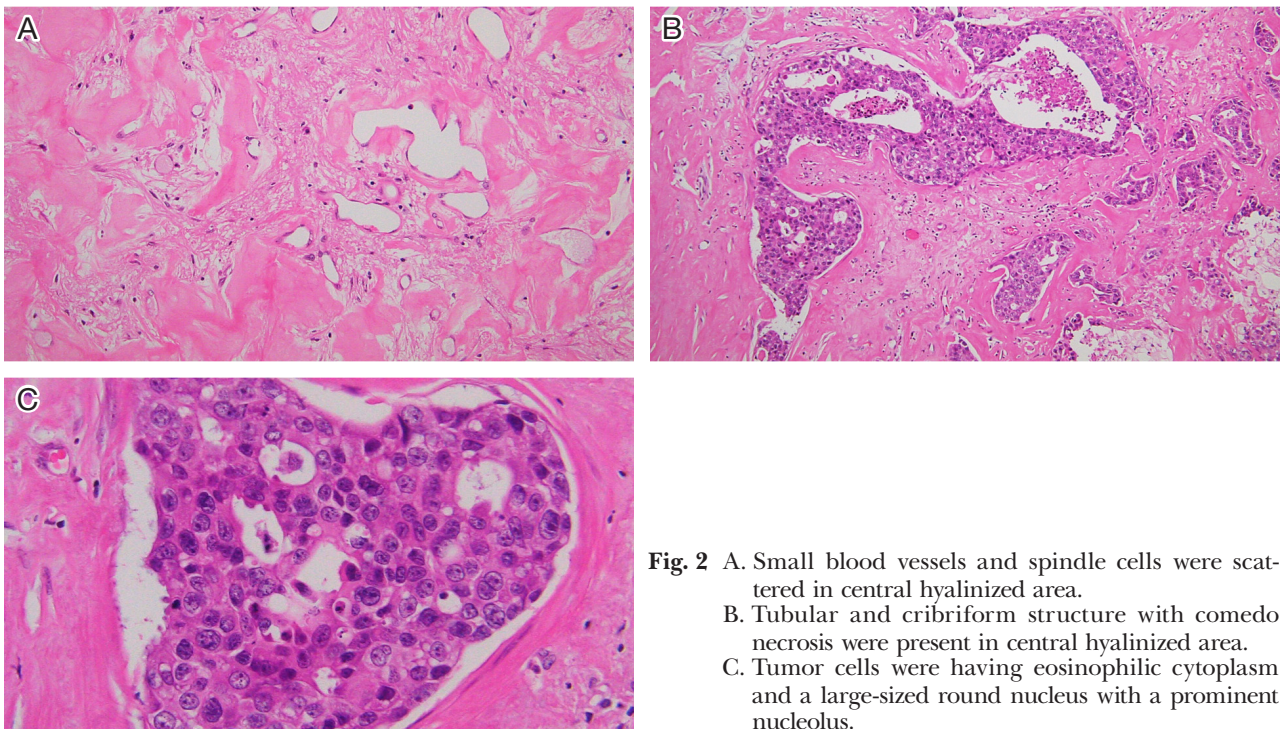 A
B
C
Fig. 2 A. Small blood vessels and spindle cells were scat-
tered in central hyalinized area.
B. Tubular and cribriform structure with comedo
necrosis were present in central hyalinized area.
C. Tumor cells were having eosinophilic cytoplasm
and a large-sized round nucleus with a prominent
nucleolus.